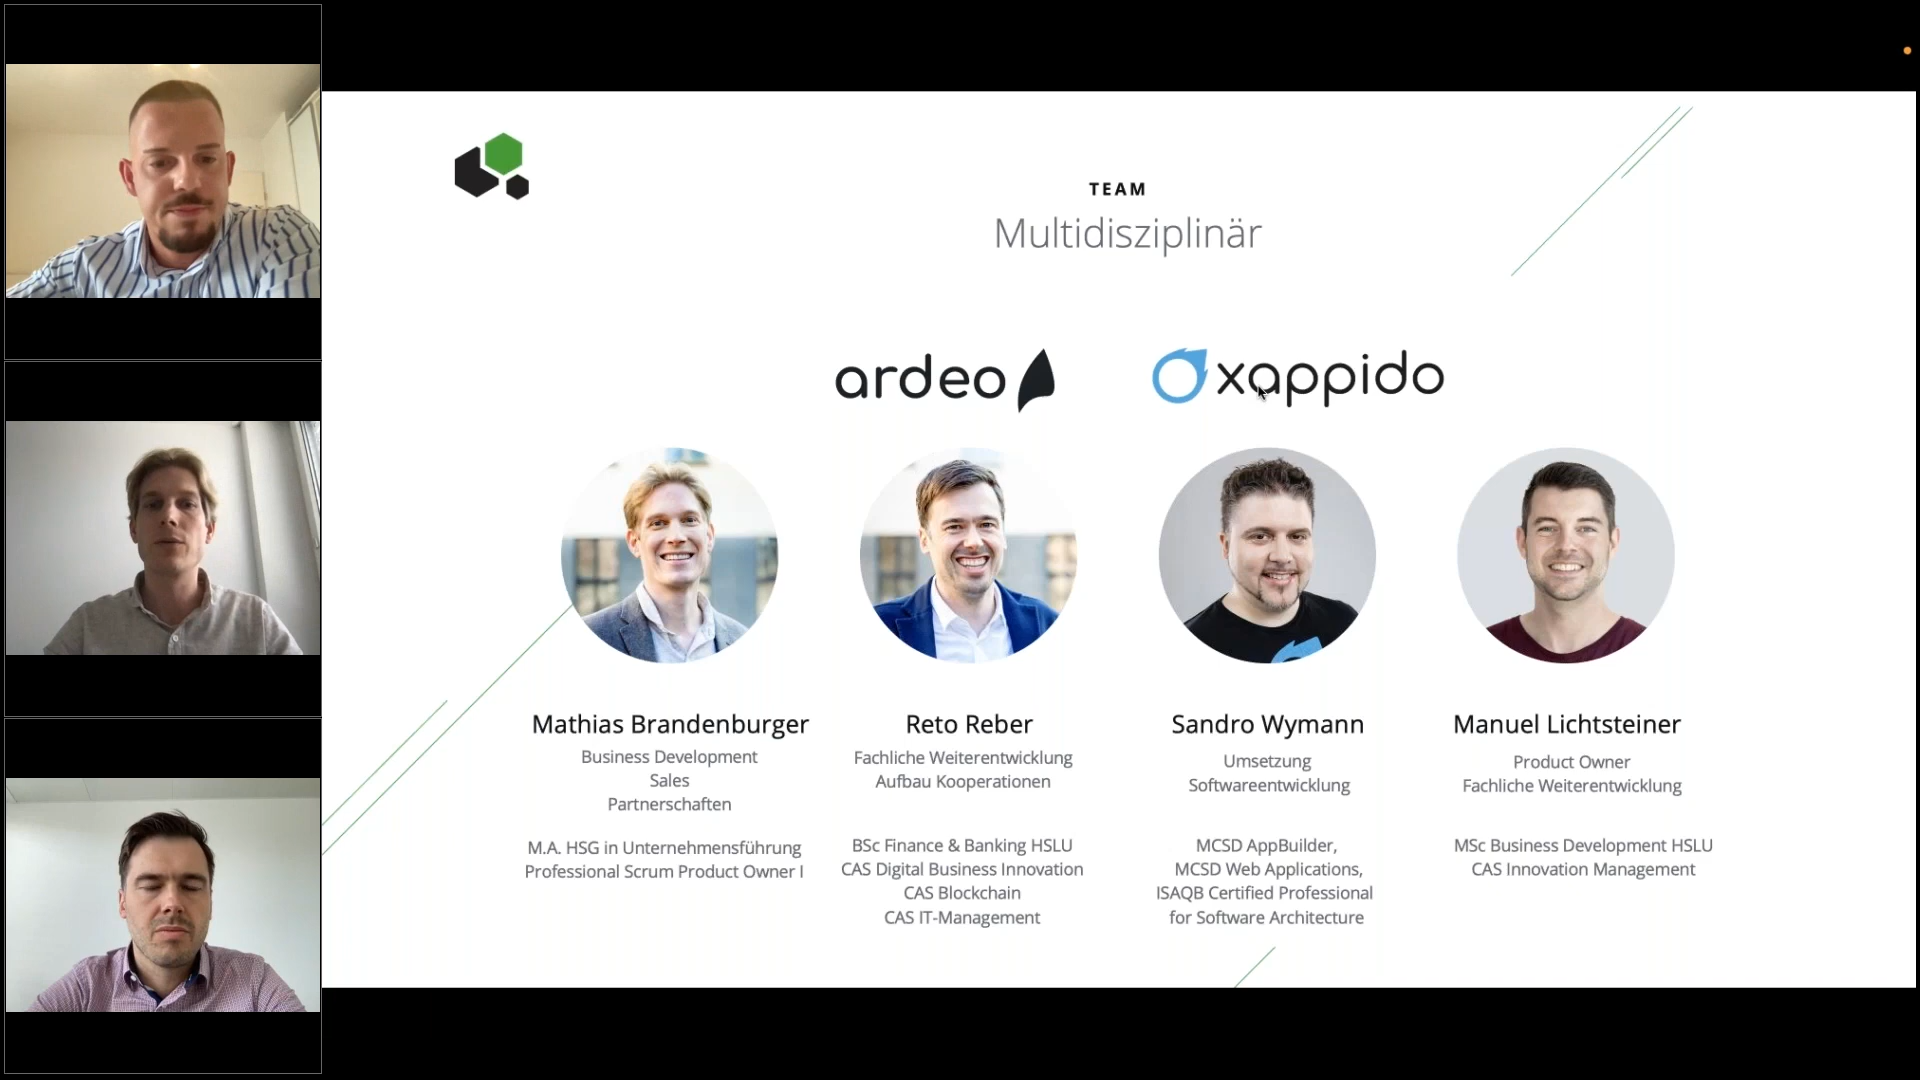 TEAM
Multidisziplinär
ardeo
xappido
Mathias Brandenburger
Business Development
Sales
Partnerschaften
M.A. HSG in Unternehmensführung
Professional Scrum Product Owner I
Reto Reber
Fachliche Weiterentwicklung
Aufbau Kooperationen
BSc Finance & Banking HSLU
CAS Digital Business Innovation
CAS Blockchain
CAS IT-Management
Sandro Wymann
Umsetzung
Softwareentwicklung
MCSD AppBuilder,
MCSD Web Applications,
ISAQB Certified Professional
for Software Architecture
Manuel Lichtsteiner
Product Owner
Fachliche Weiterentwicklung
MSc Business Development HSLU
CAS Innovation Management